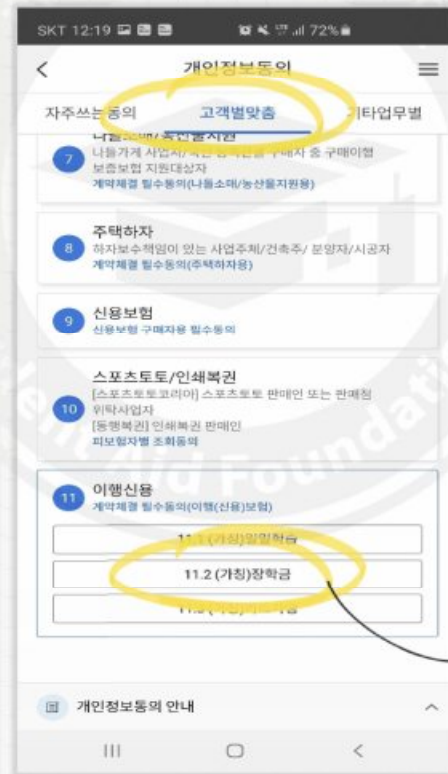 SKT 12:19
72%
개인정보동의
자주쓰는동의 고객별맞춤 기타업무별
7
나들가게 사업자/
구매자 중 구매이행
보증보험 지원대상자
계약체결 필수동의(나들소매/농산물지원용)
8 주택하자
하자보수책임이 있는 사업주체/건축주/ 분양자/시공자
계약체결 필수동의(주택하자용)
9 신용보험
신용보험 구매자용 필수동의
스포츠토토/인쇄복권
10 [스포츠토토코리아] 스포츠토토 판매인 또는 판매점
위탁사업자
[동행복권] 인쇄복권 판매인
피보험자별 조회동의
11 이행신용
계약체결 필수동의(이행(신용)보험)
11.1 (가칭)일일학습
11.2 (가칭)장학금
개인정보동의 안내